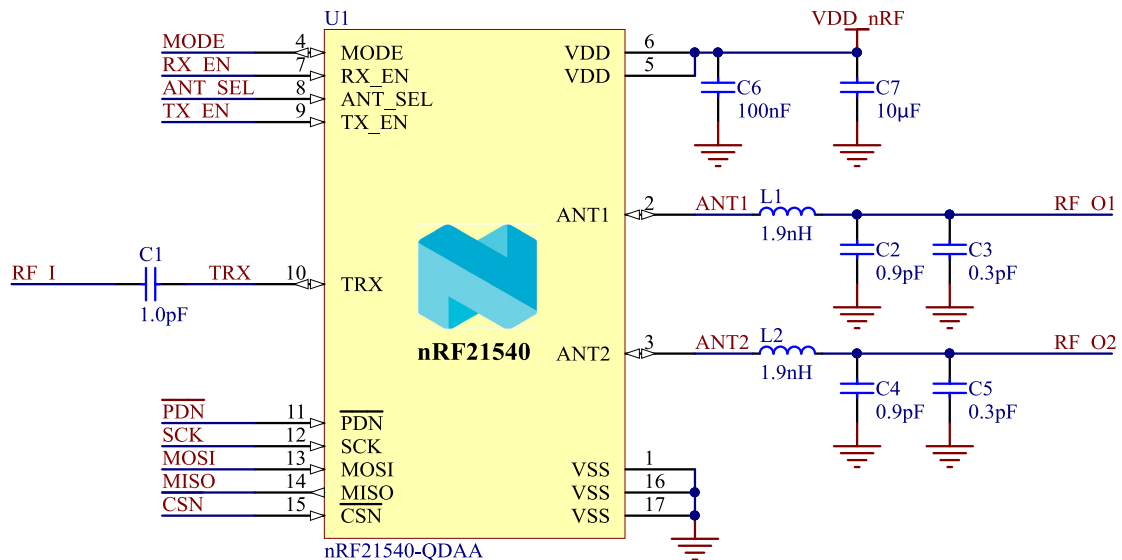 U1
VDD_nRF
MODE 4 MODE VDD 6
RX_EN 7 RX_EN VDD 5
ANT_SEL 8 ANT_SEL C6 C7
TX_EN 9 TX_EN 100nF 10µF
ANT1 2 ANT1 L1 RF_O1
1.9nH C2 C3
0.9pF 0.3pF
C1
RF_I TRX 10 TRX
1.0pF
nRF21540
ANT2 3 ANT2 L2 RF_O2
1.9nH C4 C5
0.9pF 0.3pF
PDN 11 PDN
SCK 12 SCK
MOSI 13 MOSI VSS 1
MISO 14 MISO VSS 16
CSN 15 CSN VSS 17
nRF21540-QDAA